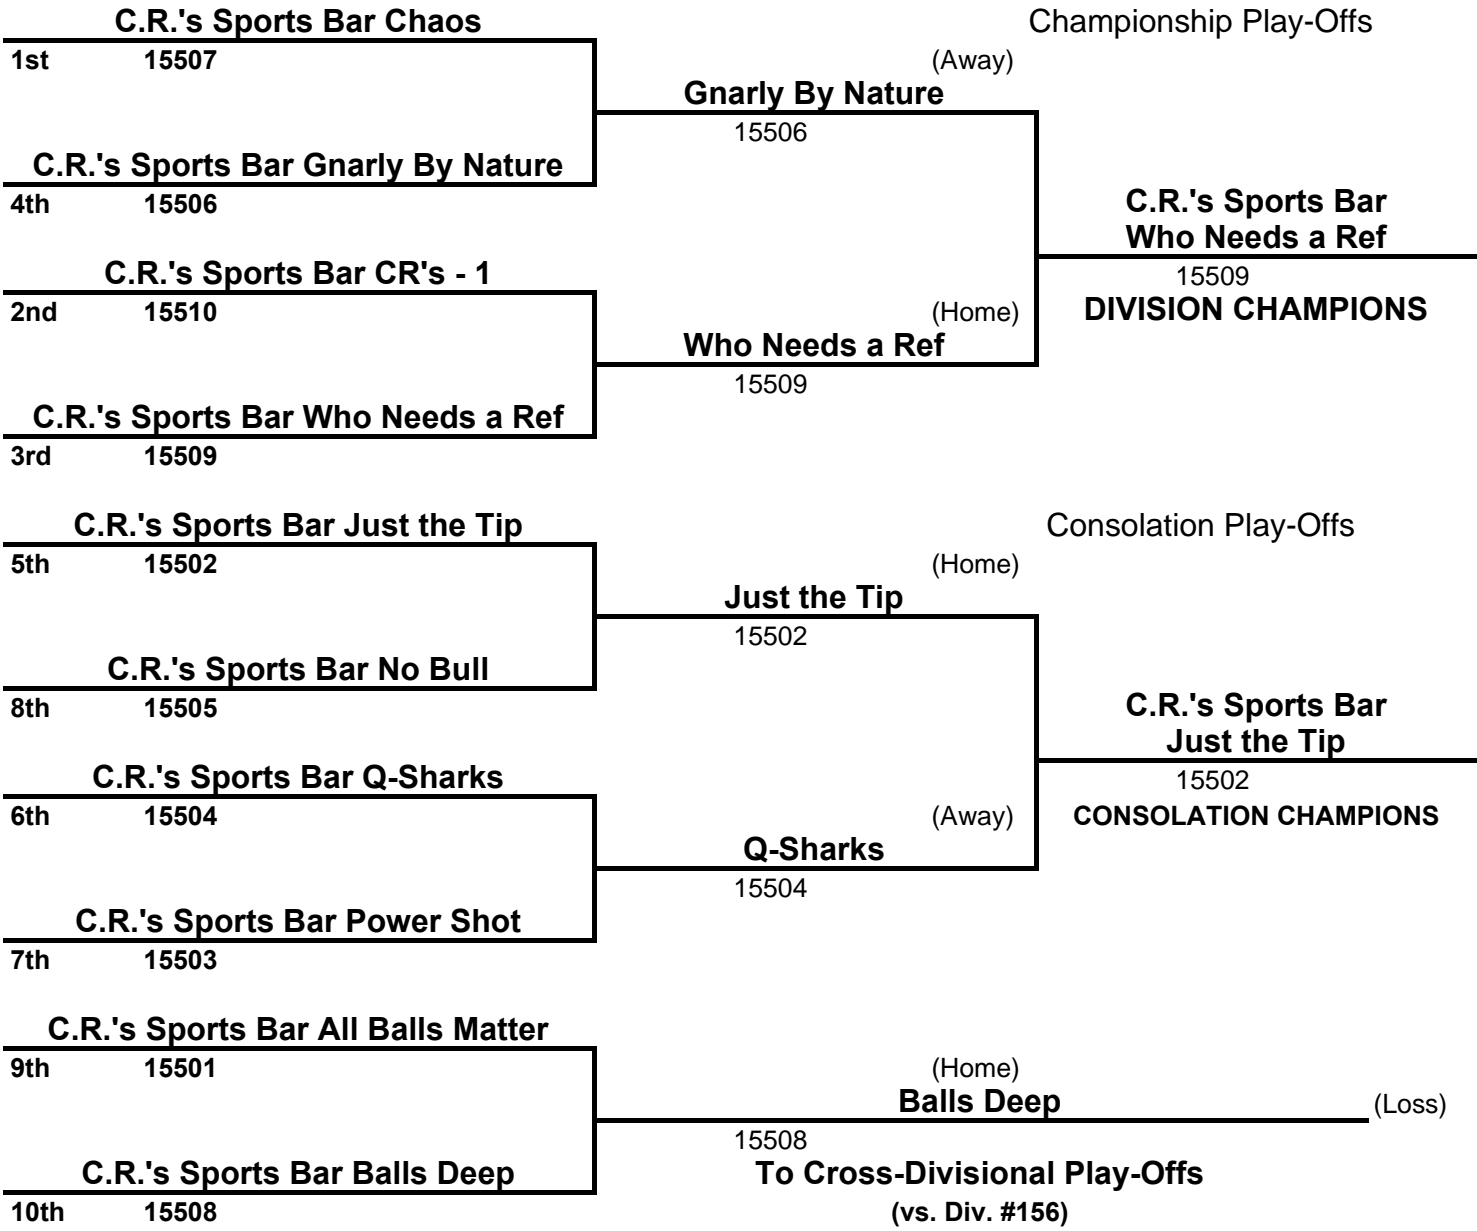 C.R.'s Sports Bar Chaos
Championship Play-Offs
1st 15507
(Away)
Gnarly By Nature
15506
C.R.'s Sports Bar Gnarly By Nature
4th 15506
C.R.'s Sports Bar
Who Needs a Ref
C.R.'s Sports Bar CR's - 1
15509
2nd 15510
(Home)
DIVISION CHAMPIONS
Who Needs a Ref
15509
C.R.'s Sports Bar Who Needs a Ref
3rd 15509
C.R.'s Sports Bar Just the Tip
Consolation Play-Offs
5th 15502
(Home)
Just the Tip
15502
C.R.'s Sports Bar No Bull
8th 15505
C.R.'s Sports Bar
Just the Tip
C.R.'s Sports Bar Q-Sharks
15502
6th 15504
(Away)
CONSOLATION CHAMPIONS
Q-Sharks
15504
C.R.'s Sports Bar Power Shot
7th 15503
C.R.'s Sports Bar All Balls Matter
9th 15501
(Home)
Balls Deep
(Loss)
15508
C.R.'s Sports Bar Balls Deep
To Cross-Divisional Play-Offs
10th 15508
(vs. Div. #156)